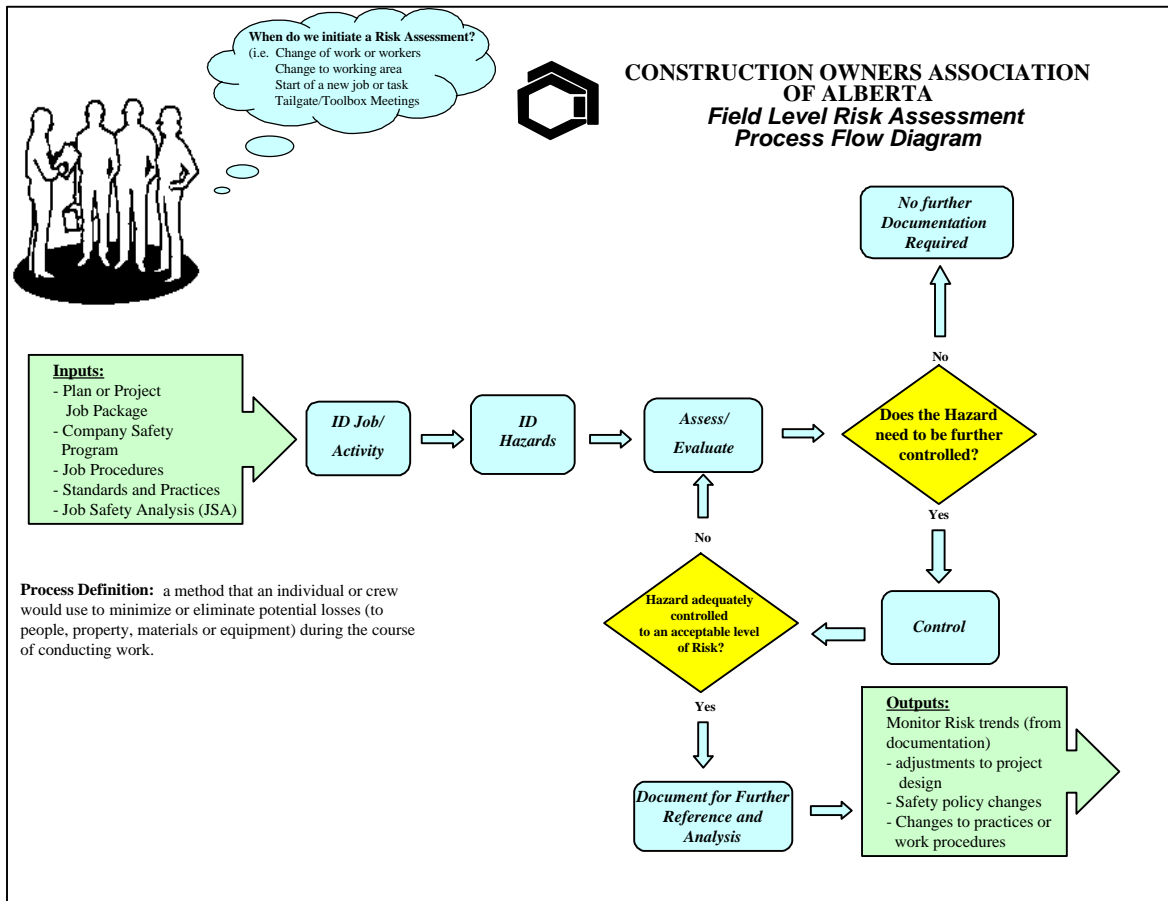 When do we initiate a Risk Assessment?
(i.e. Change of work or workers
Change to working area
Start of a new job or task
Tailgate/Toolbox Meetings
CONSTRUCTION OWNERS ASSOCIATION
OF ALBERTA
Field Level Risk Assessment
Process Flow Diagram
No further
Documentation
Required
No
Inputs:
- Plan or Project
Job Package
- Company Safety
Program
- Job Procedures
- Standards and Practices
- Job Safety Analysis (JSA)
ID Job/
Activity
ID
Hazards
Assess/
Evaluate
Does the Hazard
need to be further
controlled?
Yes
No
Process Definition: a method that an individual or crew
would use to minimize or eliminate potential losses (to
people, property, materials or equipment) during the course
of conducting work.
Hazard adequately
controlled
to an acceptable level
of Risk?
Control
Yes
Document for Further
Reference and
Analysis
Outputs:
Monitor Risk trends (from
documentation)
- adjustments to project
design
- Safety policy changes
- Changes to practices or
work procedures